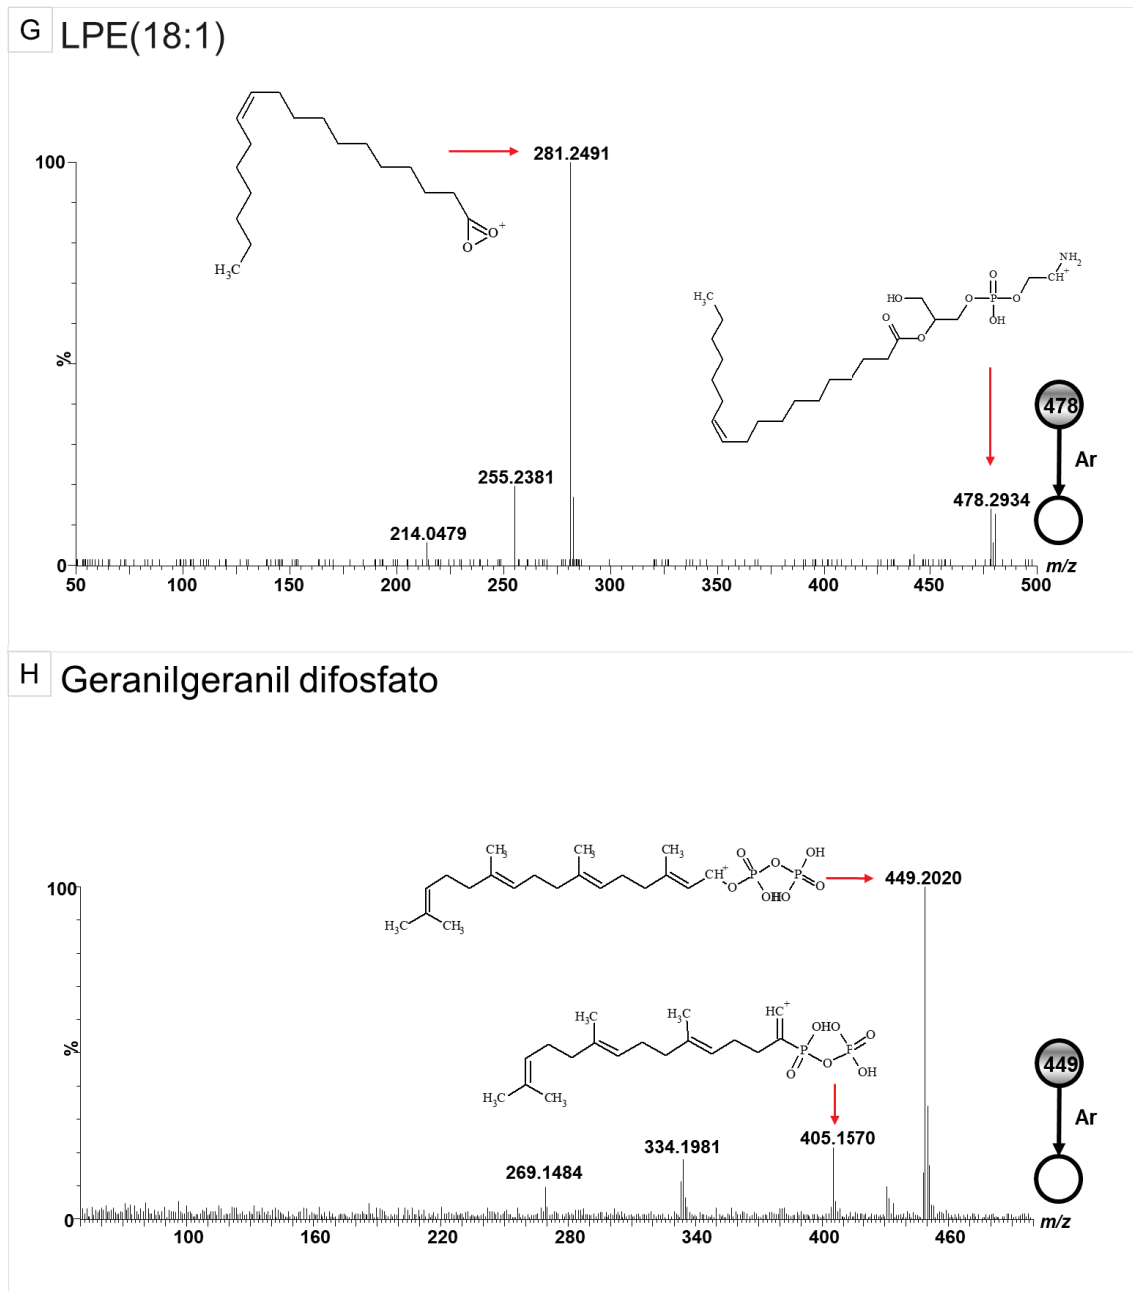 G LPE(18:1)
281.2491
100
O
O+
H₃C
NH₂
CH+
O
HO
O
P
O
OH
H₃C
O
O
%
478
Ar
255.2381
478.2934
214.0479
0
50 100 150 200 250 300 350 400 450 500
m/z
H Geranilgeranil difosfato
CH₃ CH₃ CH₃
O
O
OH
CH+
P
P
O
O
OHHO
449.2020
100
H₃C CH₃
HC+
H₃C
H₃C
OHHO
O
P
P
O
O
OH
H₃C CH₃
%
449
Ar
405.1570
334.1981
269.1484
0
100 160 220 280 340 400 460
m/z